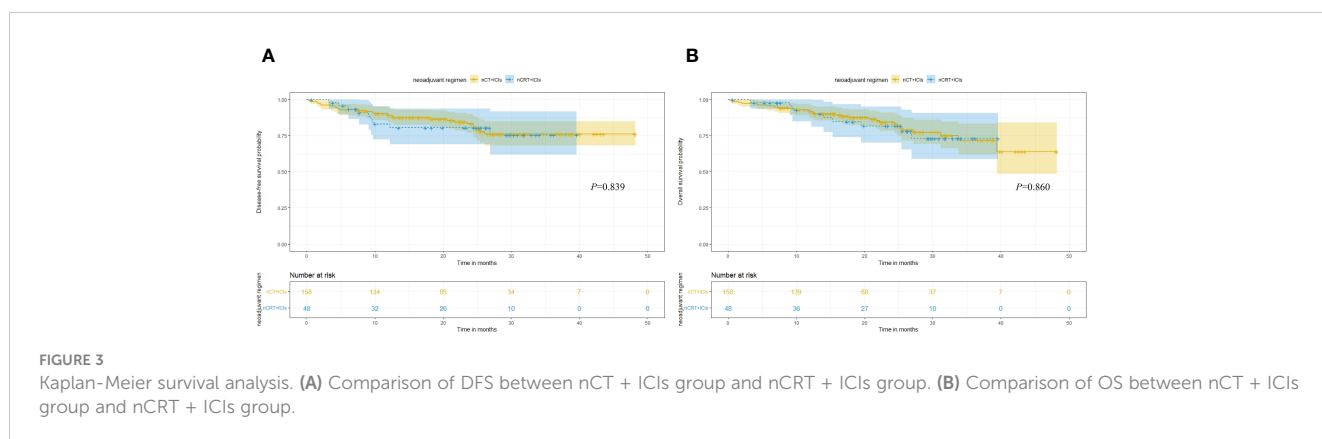 A
B
neoadjuvant regimen nCT+ICIs nCRT+ICIs
neoadjuvant regimen nCT+ICIs nCRT+ICIs
Disease-free survival probability
1.00
0.75
0.50
0.25
0.00
P=0.839
0 10 20 30 40 50
Time in months
Overall survival probability
1.00
0.75
0.50
0.25
0.00
P=0.860
0 10 20 30 40 50
Time in months
Number at risk
neoadjuvant regimen
nCT+ICIs 158 134 85 34 7 0
nCRT+ICIs 48 32 26 10 0 0
0 10 20 30 40 50
Time in months
Number at risk
neoadjuvant regimen
nCT+ICIs 158 139 88 37 7 0
nCRT+ICIs 48 36 27 10 0 0
0 10 20 30 40 50
Time in months
FIGURE 3
Kaplan-Meier survival analysis. (A) Comparison of DFS between nCT + ICIs group and nCRT + ICIs group. (B) Comparison of OS between nCT + ICIs
group and nCRT + ICIs group.